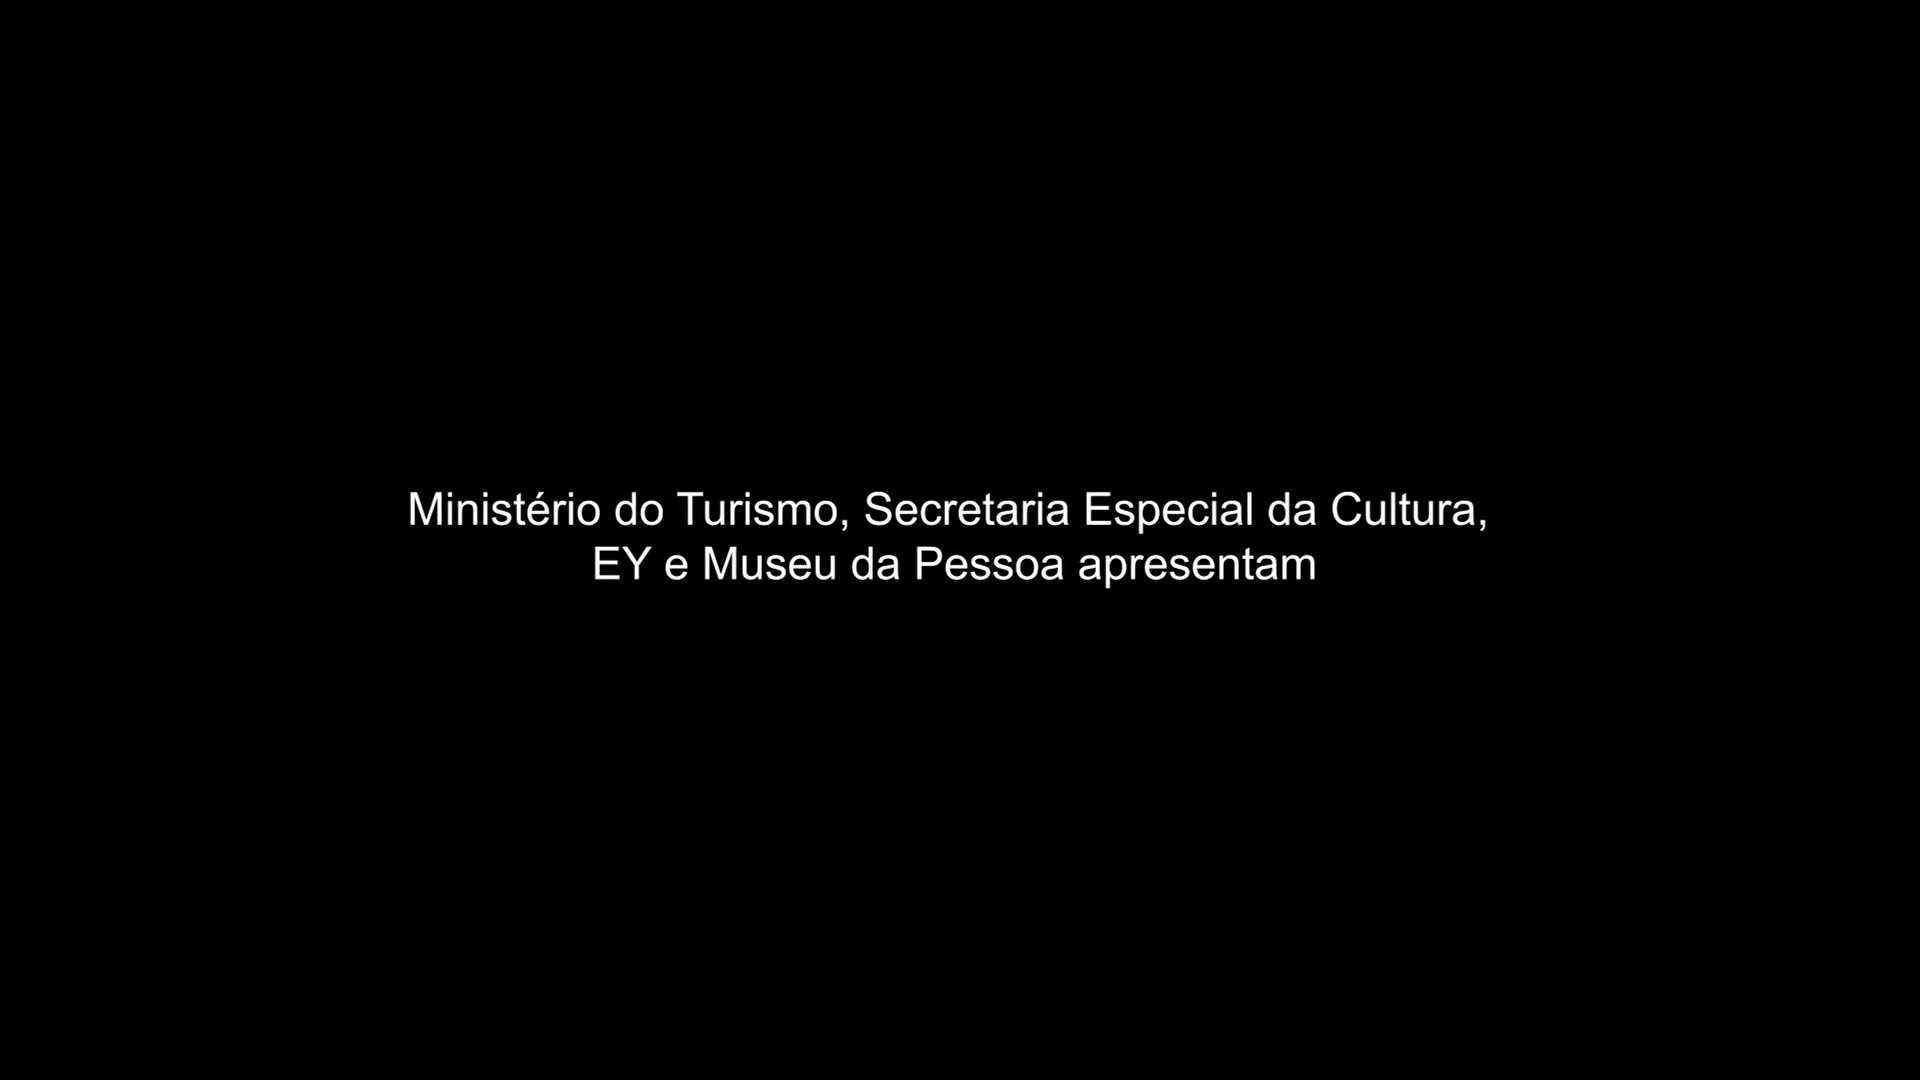 Ministério do Turismo, Secretaria Especial da Cultura,
EY e Museu da Pessoa apresentam